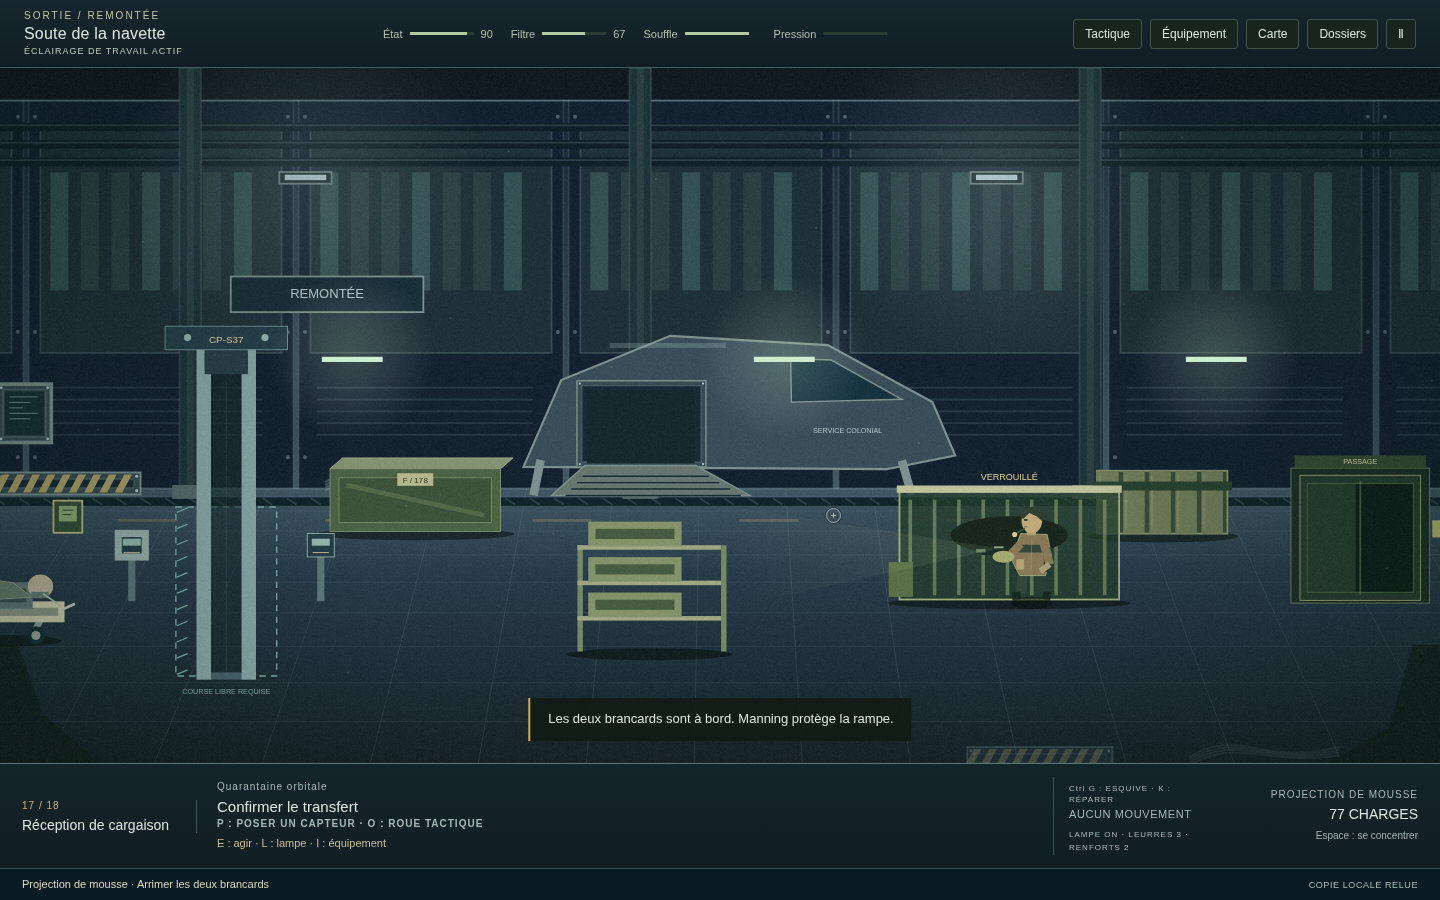 SORTIE / REMONTÉE
Soute de la navette
ÉCLAIRAGE DE TRAVAIL ACTIF
État 90 Filtre 67 Souffle Pression
Tactique Équipement Carte Dossiers II
REMONTÉE
CP-S37
SERVICE COLONIAL
F / 178
VERROUILLÉ
PASSAGE
COURSE LIBRE REQUISE
Les deux brancards sont à bord. Manning protège la rampe.
17 / 18
Réception de cargaison
Quarantaine orbitale
Confirmer le transfert
P : POSER UN CAPTEUR · O : ROUE TACTIQUE
E : agir · L : lampe · I : équipement
Ctrl G : ESQUIVE · K :
RÉPARER
AUCUN MOUVEMENT
LAMPE ON · LEURRES 3 ·
RENFORTS 2
PROJECTION DE MOUSSE
77 CHARGES
Espace : se concentrer
Projection de mousse · Arrimer les deux brancards
COPIE LOCALE RELUE